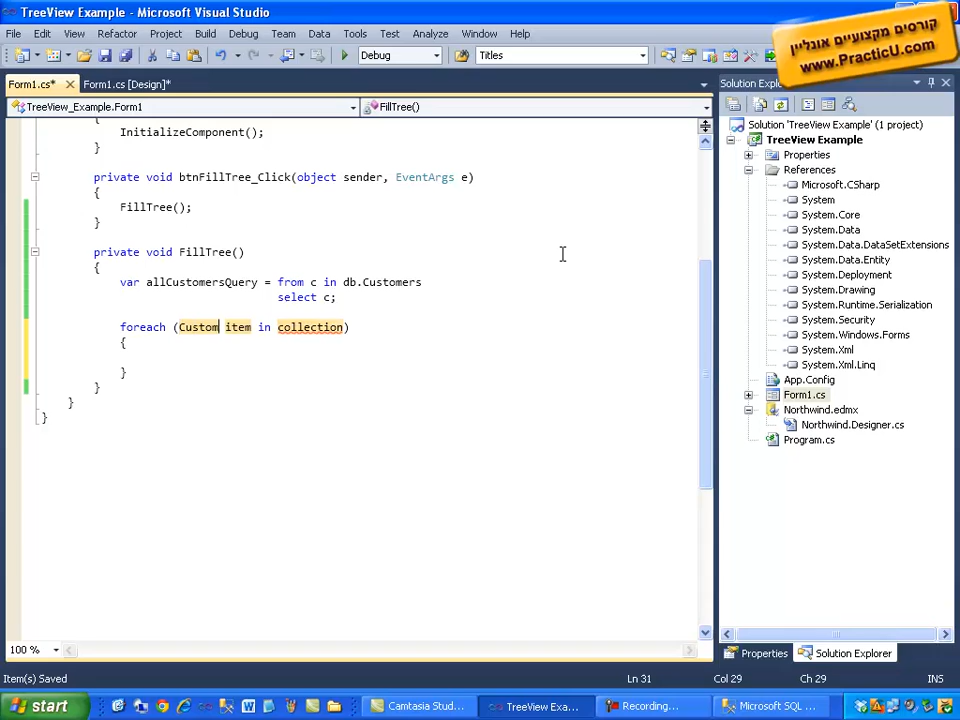 TreeView Example - Microsoft Visual Studio
קורסים מקצועיים אונליין
www.PracticU.com
File Edit View Refactor Project Build Debug Team Data Tools Test Analyze Window Help
Debug Titles
Form1.cs* Form1.cs [Design]*
TreeView_Example.Form1 FillTree()
{
InitializeComponent();
}
private void btnFillTree_Click(object sender, EventArgs e)
{
FillTree();
}
private void FillTree()
{
var allCustomersQuery = from c in db.Customers
select c;
foreach (Custom item in collection)
{
}
}
}
}
100 %
Solution Explo
Solution 'TreeView Example' (1 project)
TreeView Example
Properties
References
Microsoft.CSharp
System
System.Core
System.Data
System.Data.DataSetExtensions
System.Data.Entity
System.Deployment
System.Drawing
System.Runtime.Serialization
System.Security
System.Windows.Forms
System.Xml
System.Xml.Linq
App.Config
Form1.cs
Northwind.edmx
Northwind.Designer.cs
Program.cs
Properties Solution Explorer
Item(s) Saved Ln 31 Col 29 Ch 29 INS
start Camtasia Stud... TreeView Exa... Recording... Microsoft SQL ...